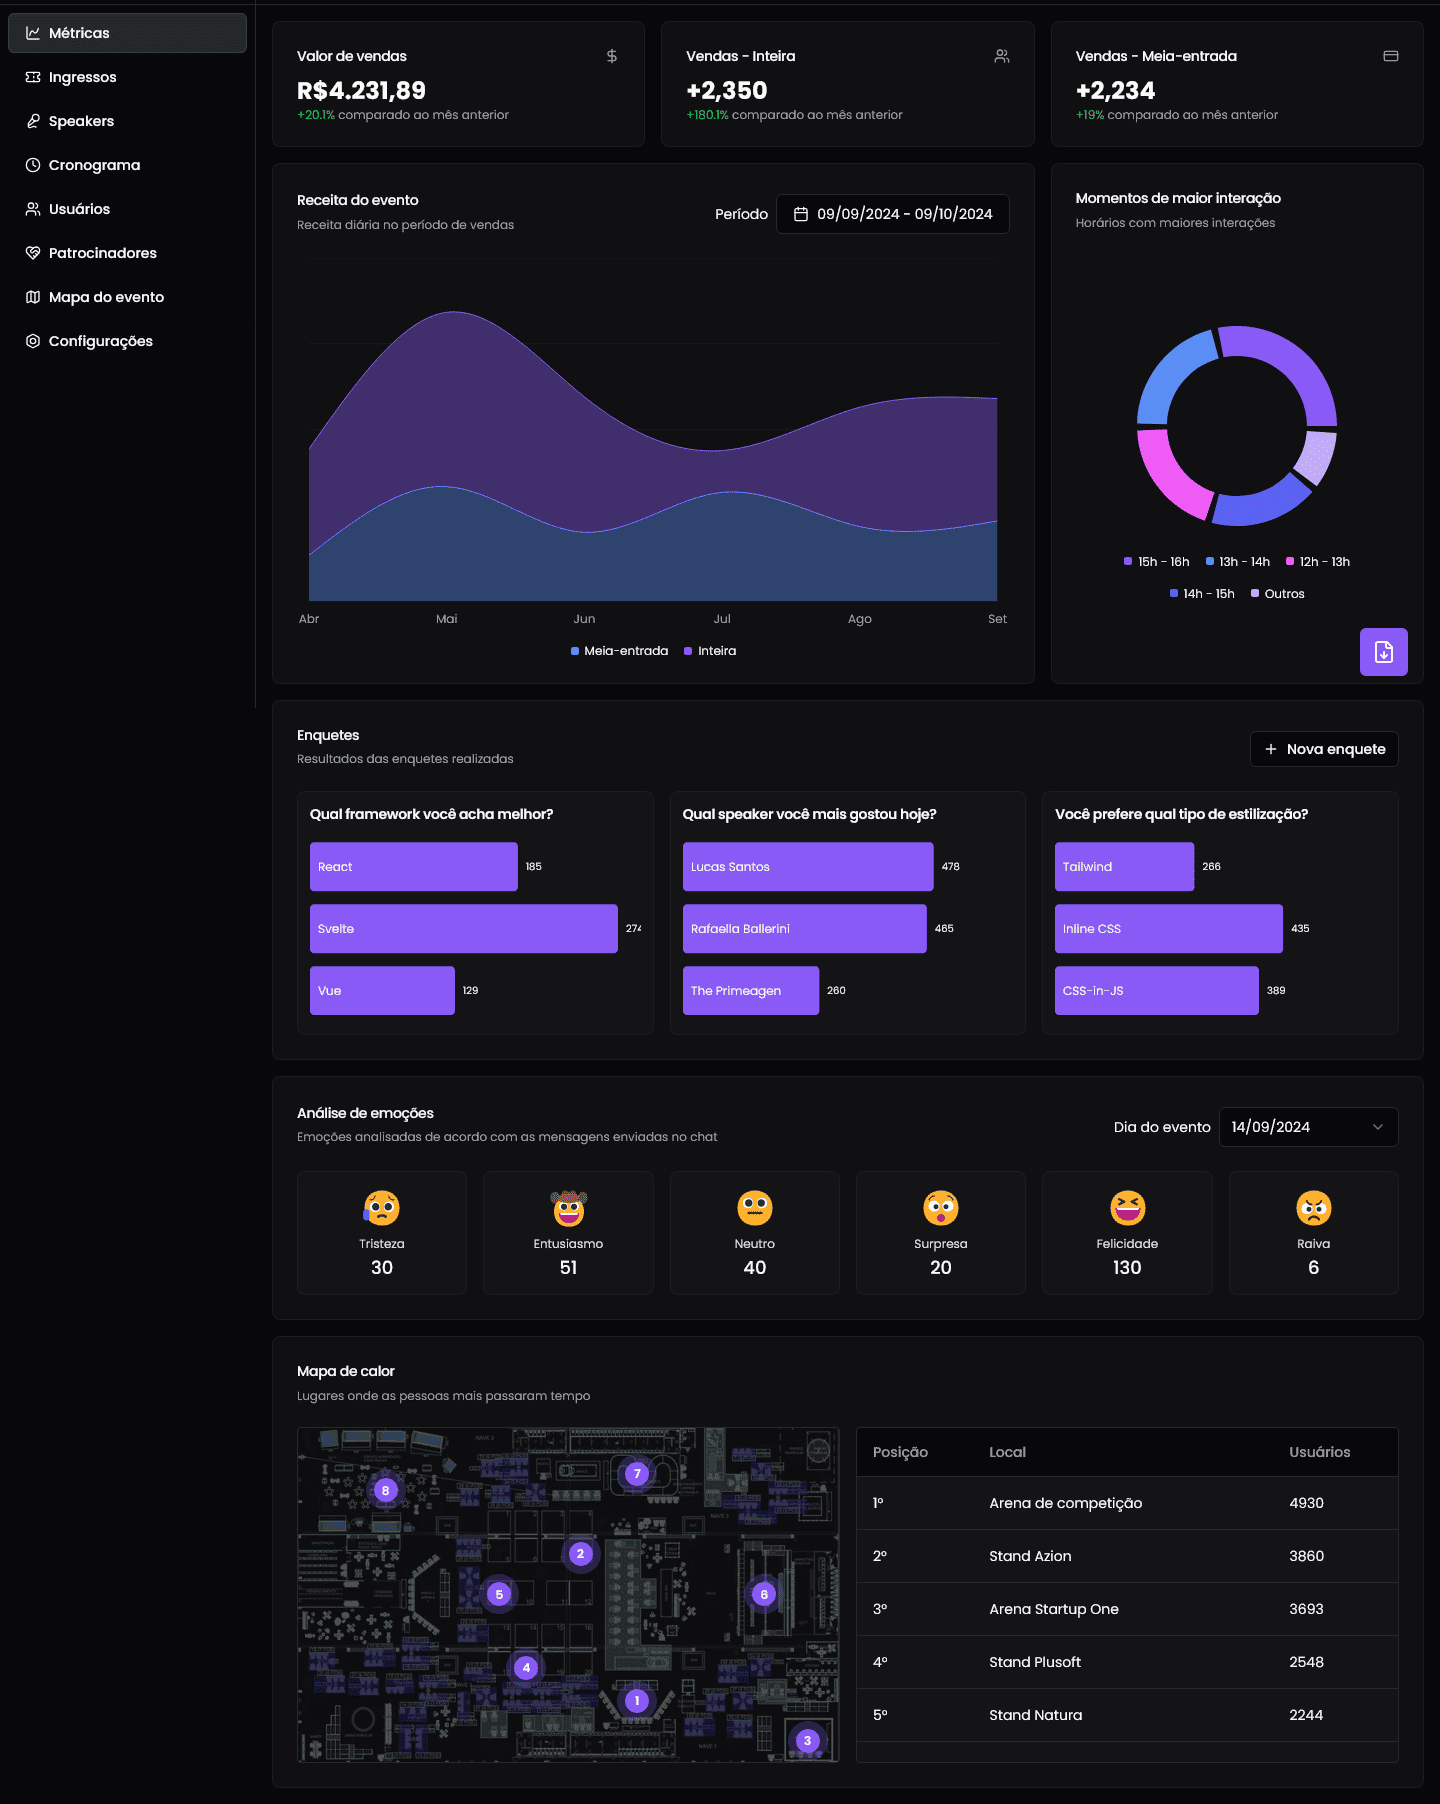 Métricas
Ingressos
Speakers
Cronograma
Usuários
Patrocinadores
Mapa do evento
Configurações
Valor de vendas
R$4.231,89
+20.1% comparado ao mês anterior
Vendas - Inteira
+2,350
+180.1% comparado ao mês anterior
Vendas - Meia-entrada
+2,234
+19% comparado ao mês anterior
Receita do evento
Receita diária no período de vendas
Período
09/09/2024 - 09/10/2024
Abr Mai Jun Jul Ago Set
Meia-entrada Inteira
Momentos de maior interação
Horários com maiores interações
15h - 16h 13h - 14h 12h - 13h
14h - 15h Outros
Enquetes
Resultados das enquetes realizadas
Nova enquete
Qual framework você acha melhor?
React 185
Svelte 274
Vue 129
Qual speaker você mais gostou hoje?
Lucas Santos 478
Rafaella Ballerini 465
The Primeagen 260
Você prefere qual tipo de estilização?
Tailwind 266
Inline CSS 435
CSS-in-JS 389
Análise de emoções
Emoções analisadas de acordo com as mensagens enviadas no chat
Dia do evento
14/09/2024
Tristeza
30
Entusiasmo
51
Neutro
40
Surpresa
20
Felicidade
130
Raiva
6
Mapa de calor
Lugares onde as pessoas mais passaram tempo
7
8
2
5
6
4
1
3
Posição Local Usuários
1º Arena de competição 4930
2º Stand Azion 3860
3º Arena Startup One 3693
4º Stand Plusoft 2548
5º Stand Natura 2244